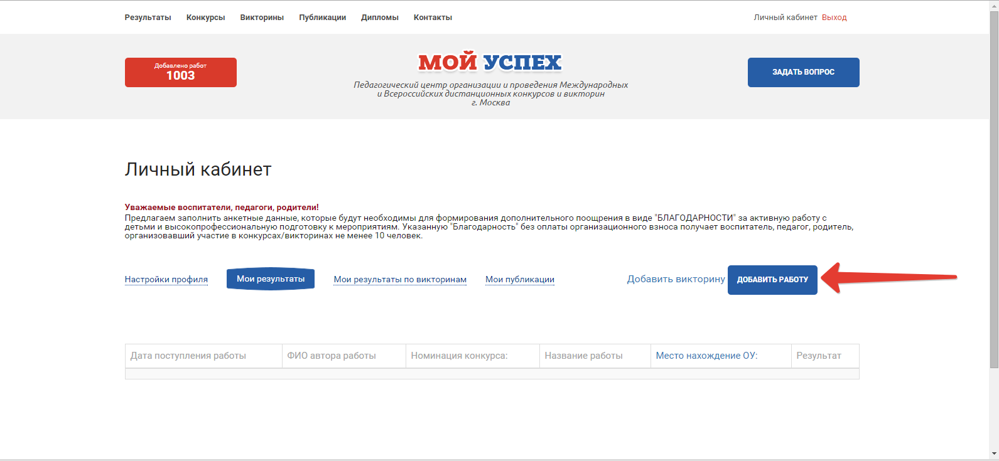 Результаты Конкурсы Викторины Публикации Дипломы Контакты Личный кабинет Выход
Добавлено работ
1003
МОЙ УСПЕХ
Педагогический центр организации и проведения Международных
и Всероссийских дистанционных конкурсов и викторин
г. Москва
ЗАДАТЬ ВОПРОС
Личный кабинет
Уважаемые воспитатели, педагоги, родители!
Предлагаем заполнить анкетные данные, которые будут необходимы для формирования дополнительного поощрения в виде "БЛАГОДАРНОСТИ" за активную работу с
детьми и высокопрофессиональную подготовку к мероприятиям. Указанную "Благодарность" без оплаты организационного взноса получает воспитатель, педагог, родитель,
организовавший участие в конкурсах/викторинах не менее 10 человек.
Настройки профиля Мои результаты Мои результаты по викторинам Мои публикации Добавить викторину ДОБАВИТЬ РАБОТУ
Дата поступления работы ФИО автора работы Номинация конкурса: Название работы Место нахождение ОУ: Результат